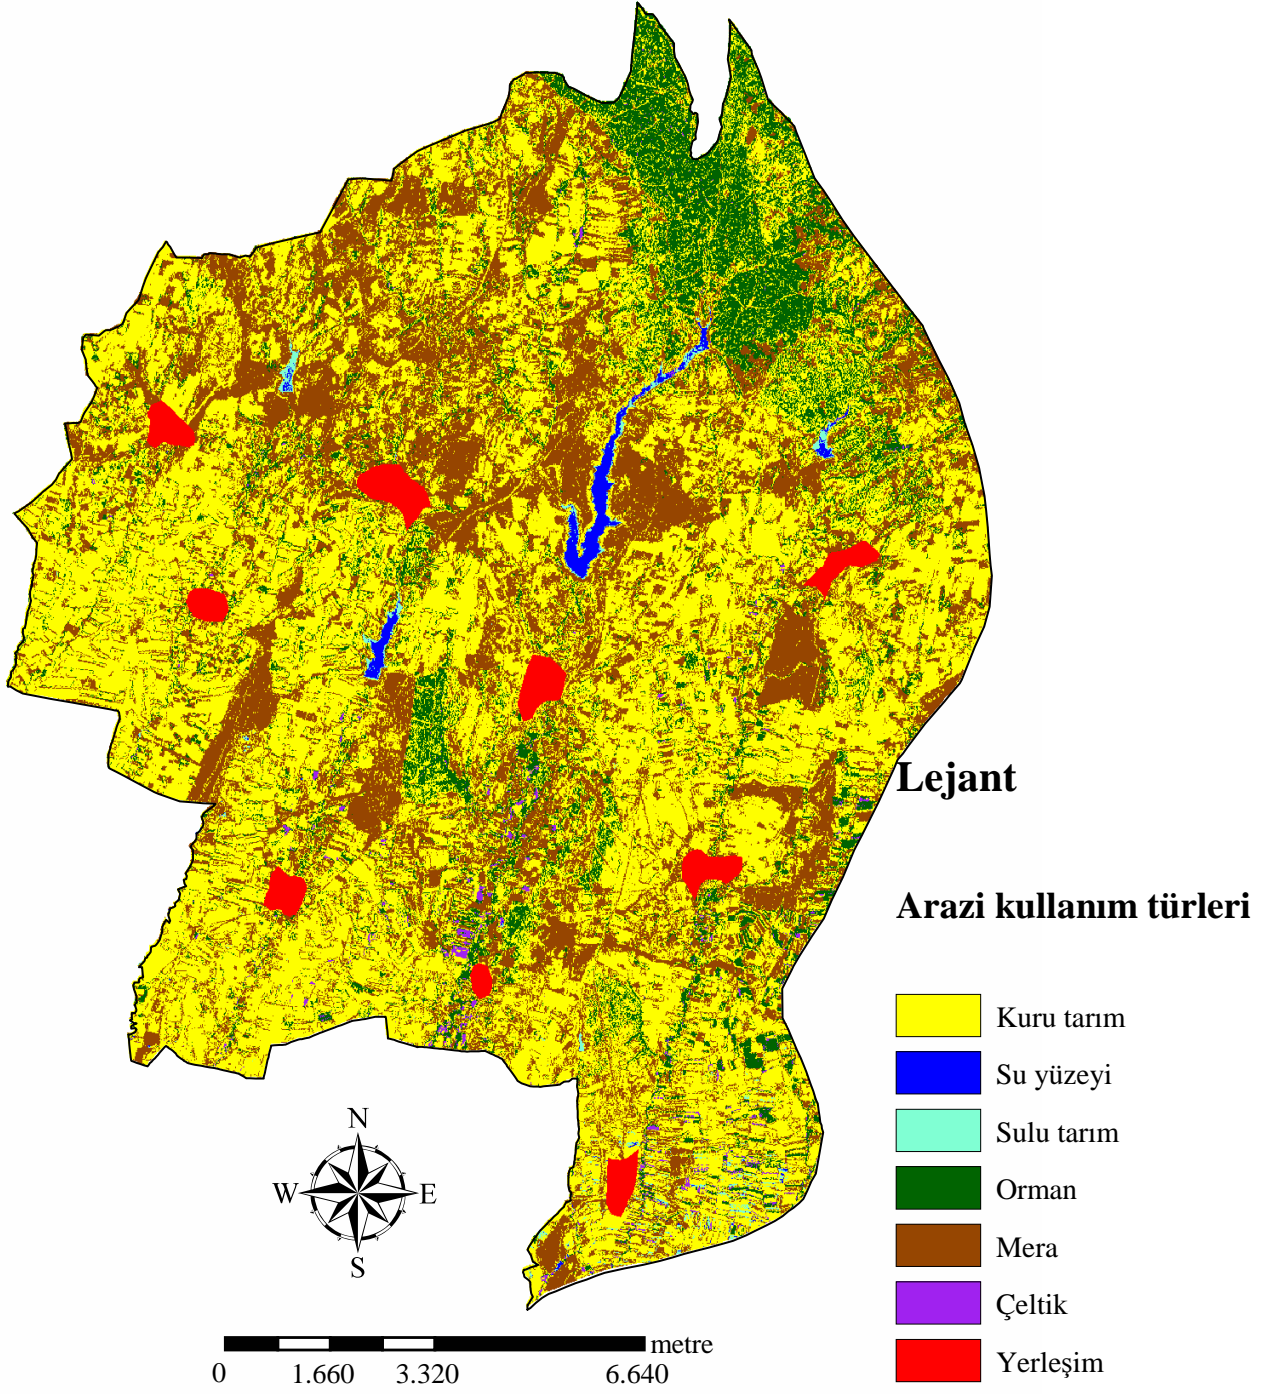 Lejant
Arazi kullanım türleri
Kuru tarım
Su yüzeyi
Sulu tarım
Orman
Mera
Çeltik
Yerleşim
N
W E
S
metre
0 1.660 3.320 6.640